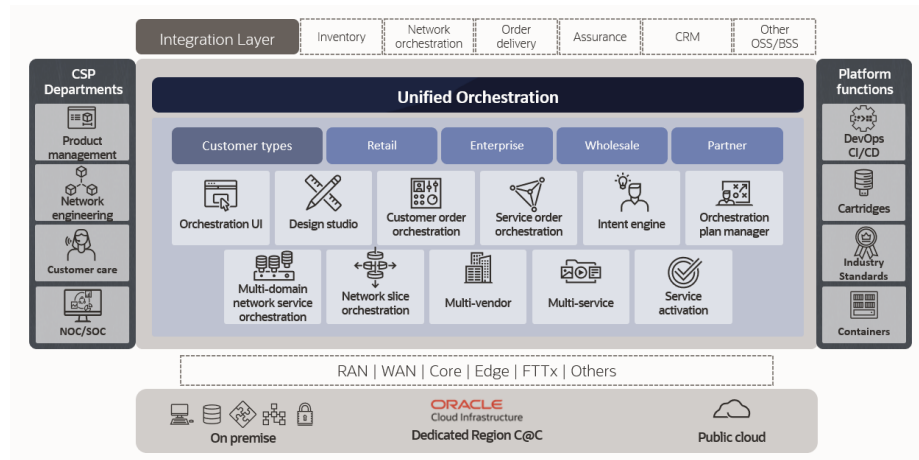 Integration Layer
Inventory
Network
orchestration
Order
delivery
Assurance
CRM
Other
OSS/BSS
CSP
Departments
Product
management
Network
engineering
Customer care
NOC/SOC
Unified Orchestration
Customer types
Retail
Enterprise
Wholesale
Partner
Orchestration UI
Design studio
Customer order
orchestration
Service order
orchestration
Intent engine
Orchestration
plan manager
Multi-domain
network service
orchestration
Network slice
orchestration
Multi-vendor
Multi-service
Service
activation
Platform
functions
DevOps
CI/CD
Cartridges
Industry
Standards
Containers
RAN | WAN | Core | Edge | FTTx | Others
On premise
ORACLE
Cloud Infrastructure
Dedicated Region C@C
Public cloud